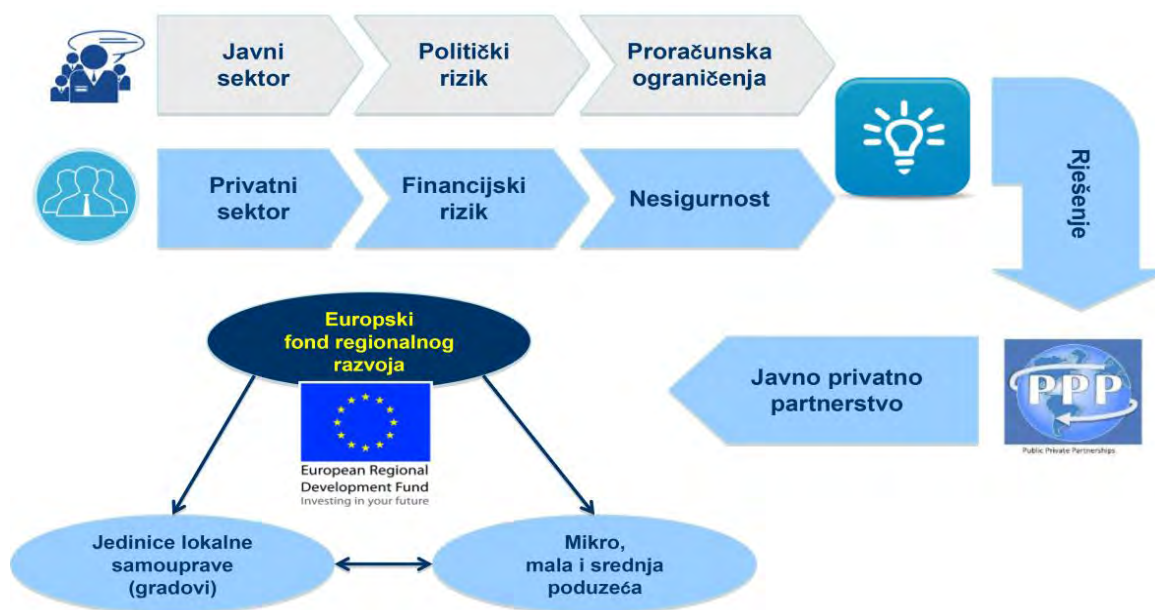 Javni
sektor
Politički
rizik
Proračunska
ograničenja
Privatni
sektor
Financijski
rizik
Nesigurnost
Rješenje
Europski
fond regionalnog
razvoja
European Regional
Development Fund
Investing in your future
Javno privatno
partnerstvo
PPP
Public Private Partnerships
Jedinice lokalne
samouprave
(gradovi)
Mikro,
mala i srednja
poduzeća